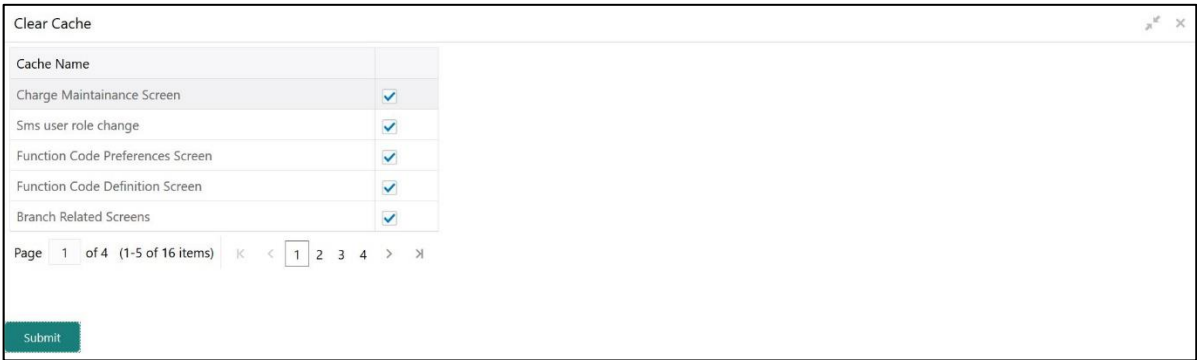 Clear Cache
Cache Name
Charge Maintainance Screen
Sms user role change
Function Code Preferences Screen
Function Code Definition Screen
Branch Related Screens
Page 1 of 4 (1-5 of 16 items) 1 2 3 4
Submit